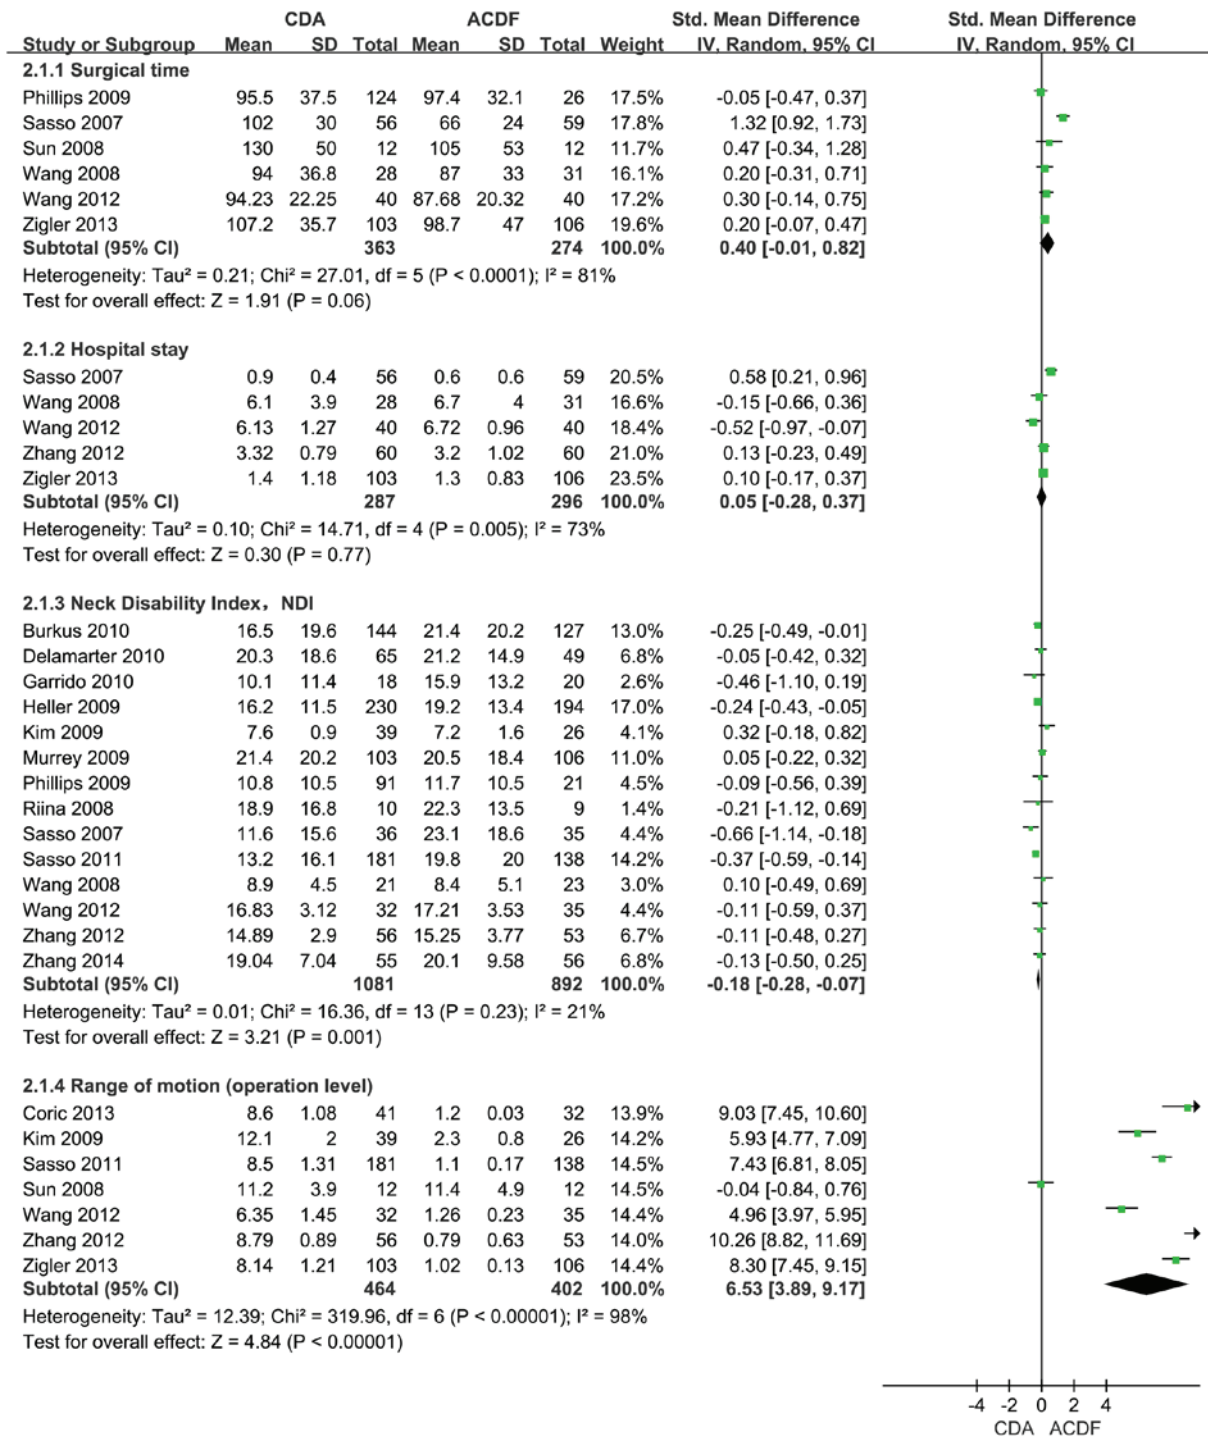 CDA ACDF Std. Mean Difference Std. Mean Difference
Study or Subgroup Mean SD Total Mean SD Total Weight IV, Random, 95% CI IV, Random, 95% CI
2.1.1 Surgical time
Phillips 2009 95.5 37.5 124 97.4 32.1 26 17.5% -0.05 [-0.47, 0.37]
Sasso 2007 102 30 56 66 24 59 17.8% 1.32 [0.92, 1.73]
Sun 2008 130 50 12 105 53 12 11.7% 0.47 [-0.34, 1.28]
Wang 2008 94 36.8 28 87 33 31 16.1% 0.20 [-0.31, 0.71]
Wang 2012 94.23 22.25 40 87.68 20.32 40 17.2% 0.30 [-0.14, 0.75]
Zigler 2013 107.2 35.7 103 98.7 47 106 19.6% 0.20 [-0.07, 0.47]
Subtotal (95% CI) 363 274 100.0% 0.40 [-0.01, 0.82]
Heterogeneity: Tau² = 0.21; Chi² = 27.01, df = 5 (P < 0.0001); I² = 81%
Test for overall effect: Z = 1.91 (P = 0.06)
2.1.2 Hospital stay
Sasso 2007 0.9 0.4 56 0.6 0.6 59 20.5% 0.58 [0.21, 0.96]
Wang 2008 6.1 3.9 28 6.7 4 31 16.6% -0.15 [-0.66, 0.36]
Wang 2012 6.13 1.27 40 6.72 0.96 40 18.4% -0.52 [-0.97, -0.07]
Zhang 2012 3.32 0.79 60 3.2 1.02 60 21.0% 0.13 [-0.23, 0.49]
Zigler 2013 1.4 1.18 103 1.3 0.83 106 23.5% 0.10 [-0.17, 0.37]
Subtotal (95% CI) 287 296 100.0% 0.05 [-0.28, 0.37]
Heterogeneity: Tau² = 0.10; Chi² = 14.71, df = 4 (P = 0.005); I² = 73%
Test for overall effect: Z = 0.30 (P = 0.77)
2.1.3 Neck Disability Index，NDI
Burkus 2010 16.5 19.6 144 21.4 20.2 127 13.0% -0.25 [-0.49, -0.01]
Delamarter 2010 20.3 18.6 65 21.2 14.9 49 6.8% -0.05 [-0.42, 0.32]
Garrido 2010 10.1 11.4 18 15.9 13.2 20 2.6% -0.46 [-1.10, 0.19]
Heller 2009 16.2 11.5 230 19.2 13.4 194 17.0% -0.24 [-0.43, -0.05]
Kim 2009 7.6 0.9 39 7.2 1.6 26 4.1% 0.32 [-0.18, 0.82]
Murrey 2009 21.4 20.2 103 20.5 18.4 106 11.0% 0.05 [-0.22, 0.32]
Phillips 2009 10.8 10.5 91 11.7 10.5 21 4.5% -0.09 [-0.56, 0.39]
Riina 2008 18.9 16.8 10 22.3 13.5 9 1.4% -0.21 [-1.12, 0.69]
Sasso 2007 11.6 15.6 36 23.1 18.6 35 4.4% -0.66 [-1.14, -0.18]
Sasso 2011 13.2 16.1 181 19.8 20 138 14.2% -0.37 [-0.59, -0.14]
Wang 2008 8.9 4.5 21 8.4 5.1 23 3.0% 0.10 [-0.49, 0.69]
Wang 2012 16.83 3.12 32 17.21 3.53 35 4.4% -0.11 [-0.59, 0.37]
Zhang 2012 14.89 2.9 56 15.25 3.77 53 6.7% -0.11 [-0.48, 0.27]
Zhang 2014 19.04 7.04 55 20.1 9.58 56 6.8% -0.13 [-0.50, 0.25]
Subtotal (95% CI) 1081 892 100.0% -0.18 [-0.28, -0.07]
Heterogeneity: Tau² = 0.01; Chi² = 16.36, df = 13 (P = 0.23); I² = 21%
Test for overall effect: Z = 3.21 (P = 0.001)
2.1.4 Range of motion (operation level)
Coric 2013 8.6 1.08 41 1.2 0.03 32 13.9% 9.03 [7.45, 10.60]
Kim 2009 12.1 2 39 2.3 0.8 26 14.2% 5.93 [4.77, 7.09]
Sasso 2011 8.5 1.31 181 1.1 0.17 138 14.5% 7.43 [6.81, 8.05]
Sun 2008 11.2 3.9 12 11.4 4.9 12 14.5% -0.04 [-0.84, 0.76]
Wang 2012 6.35 1.45 32 1.26 0.23 35 14.4% 4.96 [3.97, 5.95]
Zhang 2012 8.79 0.89 56 0.79 0.63 53 14.0% 10.26 [8.82, 11.69]
Zigler 2013 8.14 1.21 103 1.02 0.13 106 14.4% 8.30 [7.45, 9.15]
Subtotal (95% CI) 464 402 100.0% 6.53 [3.89, 9.17]
Heterogeneity: Tau² = 12.39; Chi² = 319.96, df = 6 (P < 0.00001); I² = 98%
Test for overall effect: Z = 4.84 (P < 0.00001)
-4 -2 0 2 4
CDA ACDF